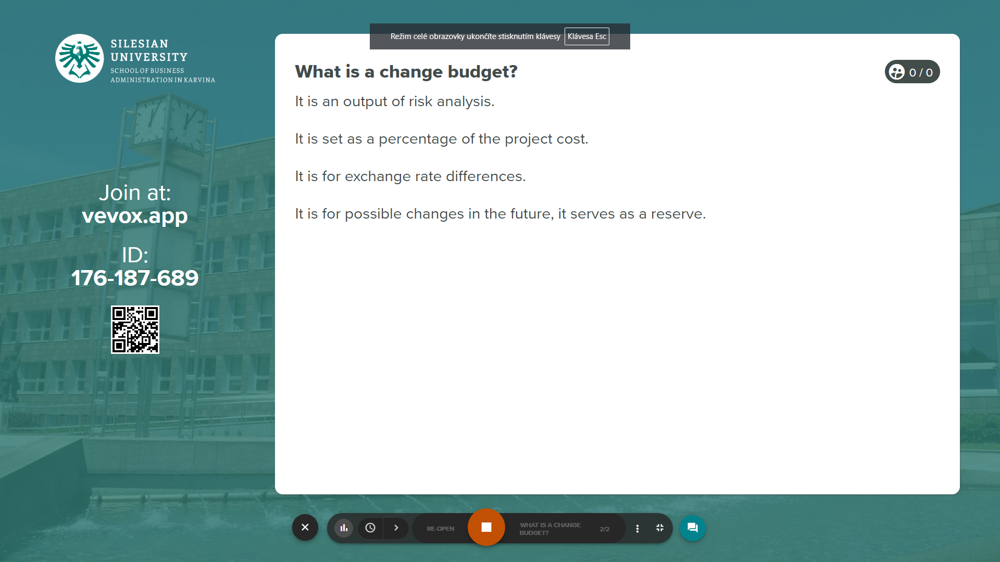 SILESIAN
UNIVERSITY
SCHOOL OF BUSINESS
ADMINISTRATION IN KARVINA
Join at:
vevox.app
ID:
176-187-689
Režim celé obrazovky ukončíte stisknutím klávesy Klávesa Esc
What is a change budget?
0 / 0
It is an output of risk analysis.
It is set as a percentage of the project cost.
It is for exchange rate differences.
It is for possible changes in the future, it serves as a reserve.
RE-OPEN
WHAT IS A CHANGE
BUDGET?
2/2